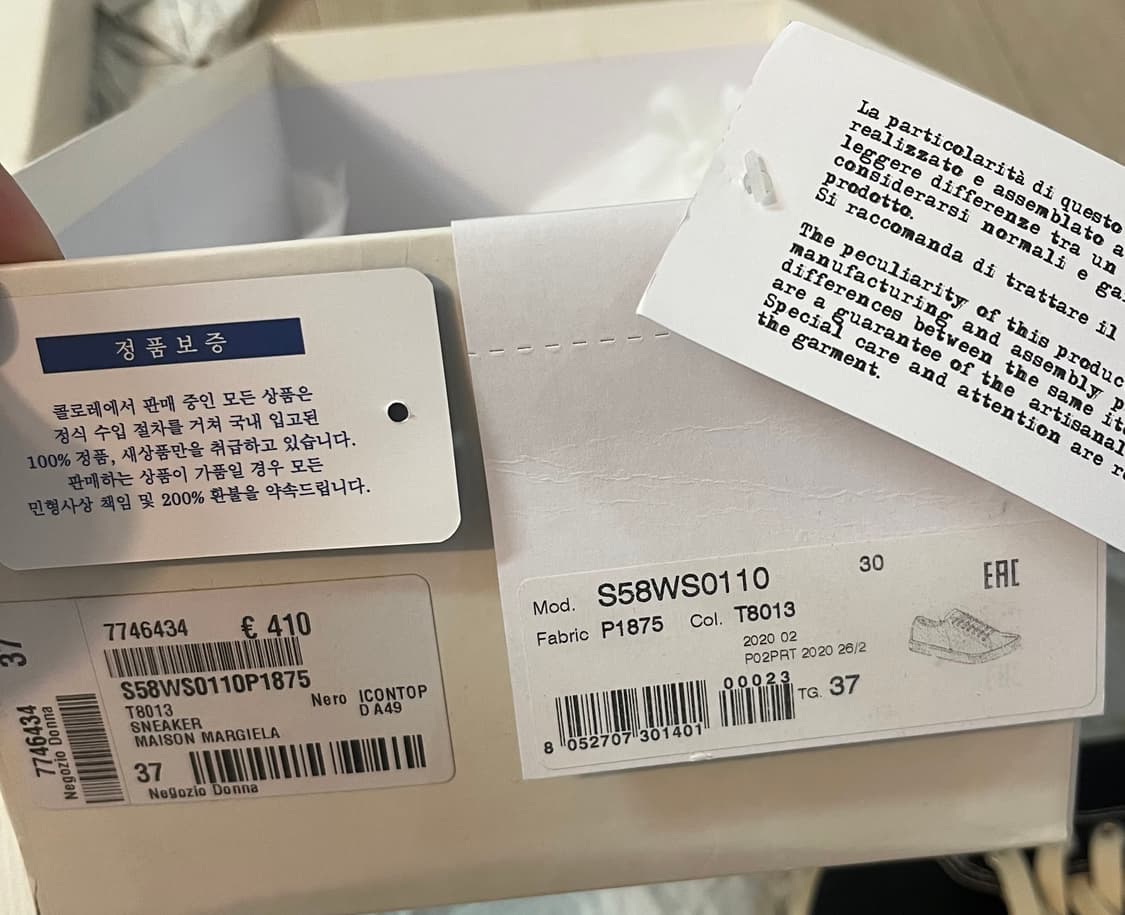 정품보증
콜로레에서 판매 중인 모든 상품은
정식 수입 절차를 거쳐 국내 입고된
100% 정품, 새상품만을 취급하고 있습니다.
판매하는 상품이 가품일 경우 모든
민형사상 책임 및 200% 환불을 약속드립니다.
La particolarità di questo
realizzato e assemblato a
leggere differenze tra un
considerarsi normali e ga
prodotto.
Si raccomanda di trattare il
The peculiarity of this produc
manufacturing and assembly p
differences between the same ite
are a guarantee of the artisanal
Special care and attention are re
the garment.
37
7746434
Negozio Donna
7746434 € 410
S58WS0110P1875
T8013 Nero ICONTOP
SNEAKER D A49
MAISON MARGIELA
37
Negozio Donna
Mod. S58WS0110 30
EAC
Fabric P1875 Col. T8013
2020 02
P02PRT 2020 26/2
00023
TG. 37
8 052707 301401